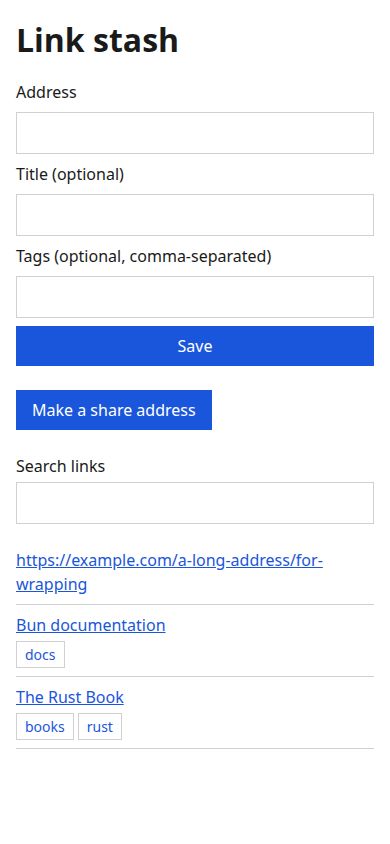 Link stash
Address
Title (optional)
Tags (optional, comma-separated)
Save
Make a share address
Search links
https://example.com/a-long-address/for-
wrapping
Bun documentation
docs
The Rust Book
books rust